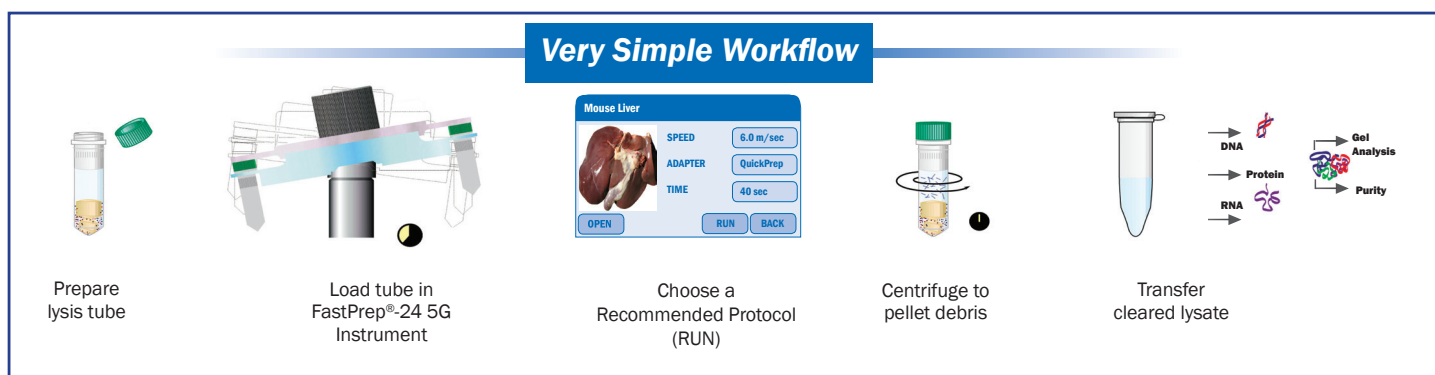 Very Simple Workflow
Mouse Liver
SPEED
6.0 m/sec
ADAPTER
QuickPrep
TIME
40 sec
OPEN
RUN
BACK
DNA
Protein
RNA
Gel
Analysis
Purity
Prepare
lysis tube
Load tube in
FastPrep®-24 5G
Instrument
Choose a
Recommended Protocol
(RUN)
Centrifuge to
pellet debris
Transfer
cleared lysate